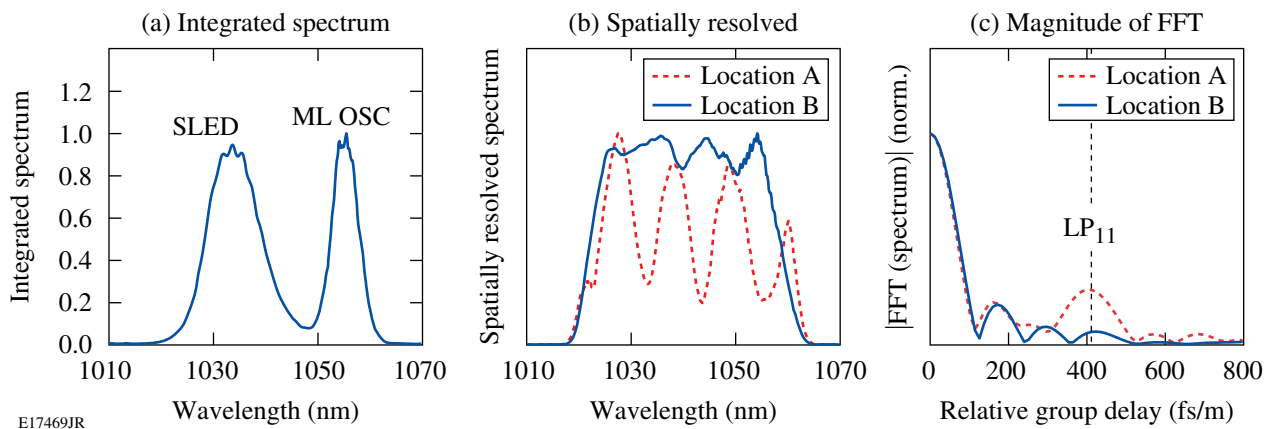 (a) Integrated spectrum
Integrated spectrum
1.2
1.0
0.8
0.6
0.4
0.2
0.0
SLED
ML OSC
1010 1030 1050 1070
Wavelength (nm)
(b) Spatially resolved
Spatially resolved spectrum
Location A
Location B
1010 1030 1050 1070
Wavelength (nm)
(c) Magnitude of FFT
|FFT (spectrum)| (norm.)
Location A
Location B
LP11
0 200 400 600 800
Relative group delay (fs/m)
E17469JR